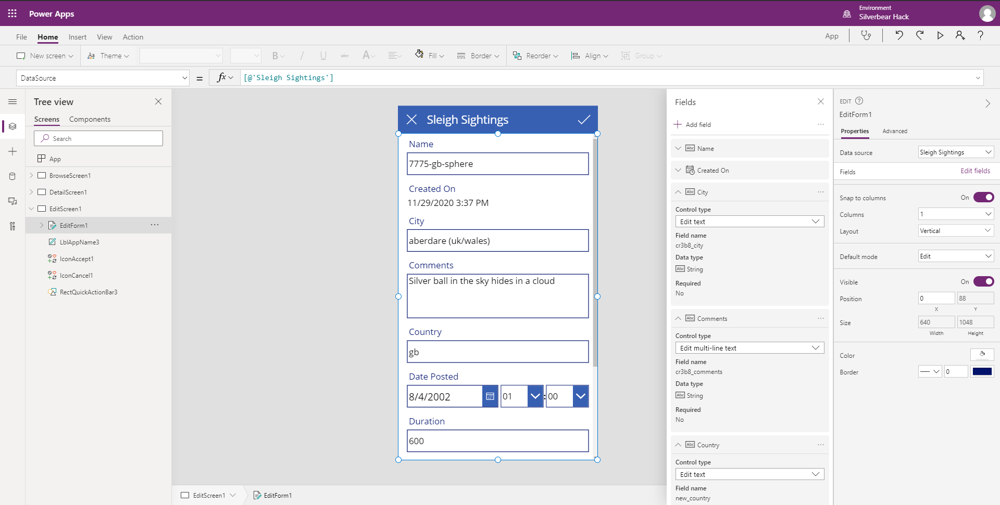 Power Apps
Environment
Silverbear Hack
File Home Insert View Action
App
New screen
Theme
B
/
U
abc
A
Fill
Border
Reorder
Align
Group
DataSource
=
fx
[@'Sleigh Sightings']
Tree view
Screens Components
Search
App
BrowseScreen1
DetailScreen1
EditScreen1
EditForm1
LblAppName3
IconAccept1
IconCancel1
RectQuickActionBar3
Sleigh Sightings
Name
7775-gb-sphere
Created On
11/29/2020 3:37 PM
City
aberdare (uk/wales)
Comments
Silver ball in the sky hides in a cloud
Country
gb
Date Posted
8/4/2002 01 : 00
Duration
600
EditScreen1
EditForm1
Fields
Add field
Abc Name
Created On
Abc City
Control type
Edit text
Field name
cr3b8_city
Data type
Abc String
Required
No
Abc Comments
Control type
Edit multi-line text
Field name
cr3b8_comments
Data type
Abc String
Required
No
Abc Country
Control type
Edit text
Field name
new_country
EDIT ?
EditForm1
Properties Advanced
Data source Sleigh Sightings
Fields Edit fields
Snap to columns On
Columns 1
Layout Vertical
Default mode Edit
Visible On
Position 0 88
X Y
Size 640 1048
Width Height
Color
Border 0